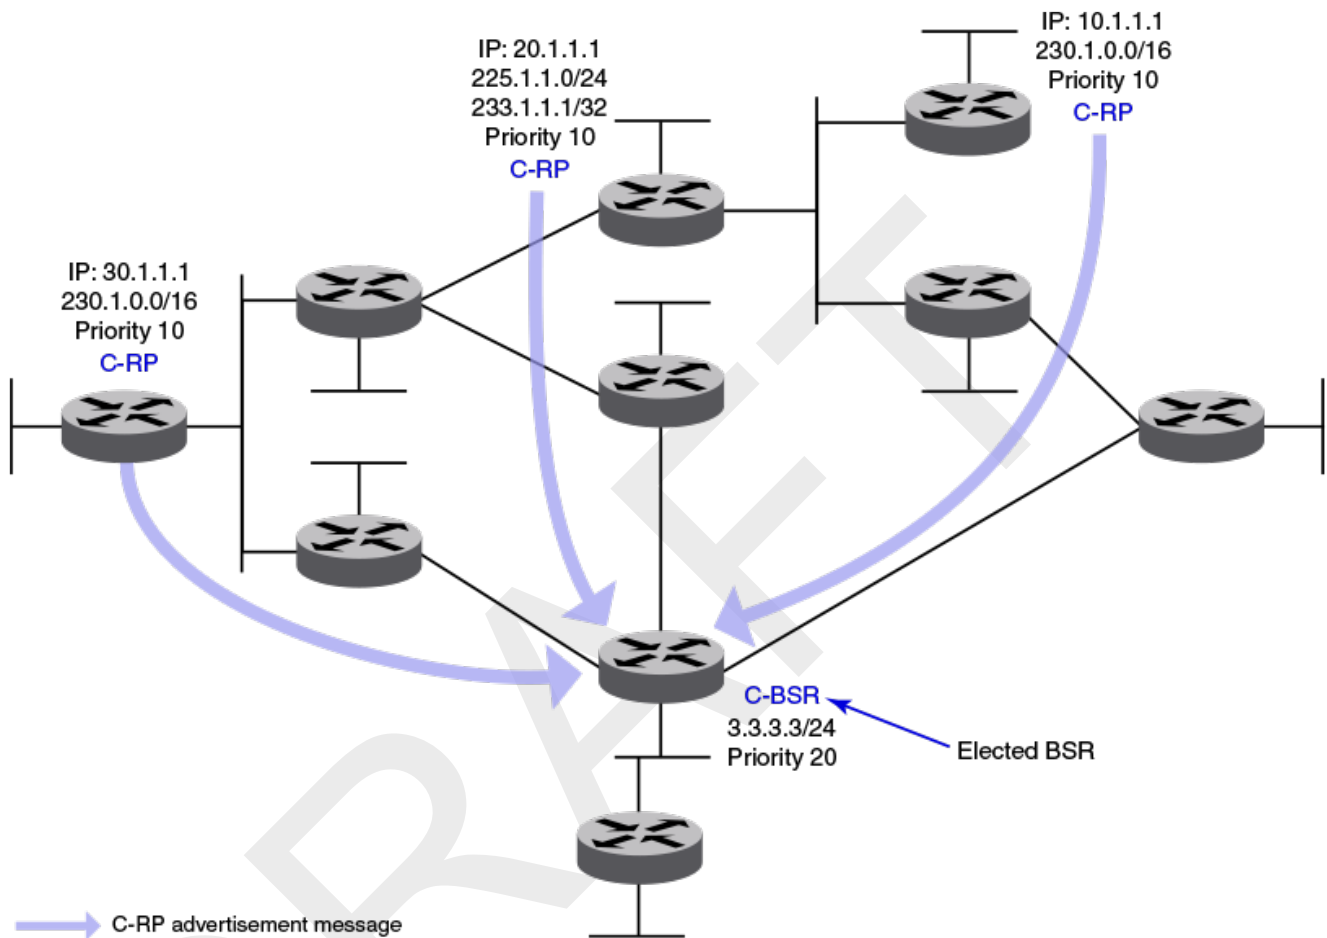 IP: 10.1.1.1
230.1.0.0/16
Priority 10
C-RP
IP: 20.1.1.1
225.1.1.0/24
233.1.1.1/32
Priority 10
C-RP
IP: 30.1.1.1
230.1.0.0/16
Priority 10
C-RP
C-BSR
3.3.3.3/24
Priority 20
Elected BSR
C-RP advertisement message
RAFT